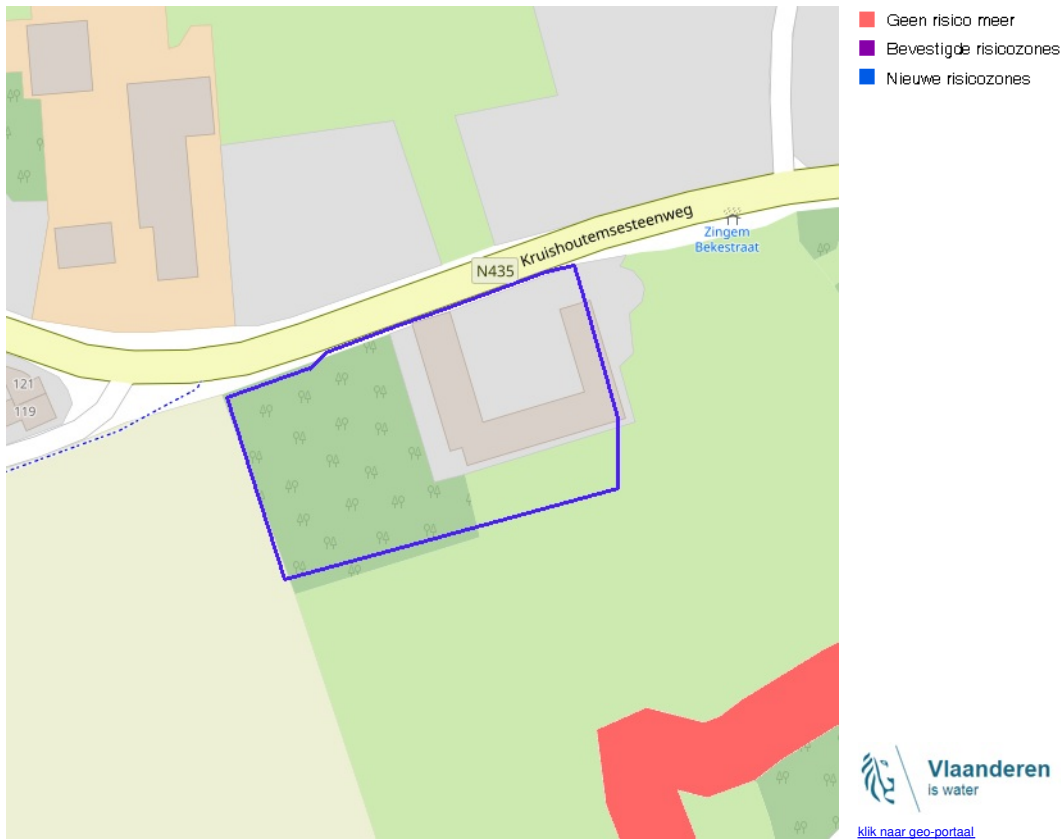 Geen risico meer
Bevestigde risicozones
Nieuwe risicozones
Kruishoutemsesteenweg
N435
Zingem
Bekestraat
121
119
Vlaanderen
is water
klik naar geo-portaal